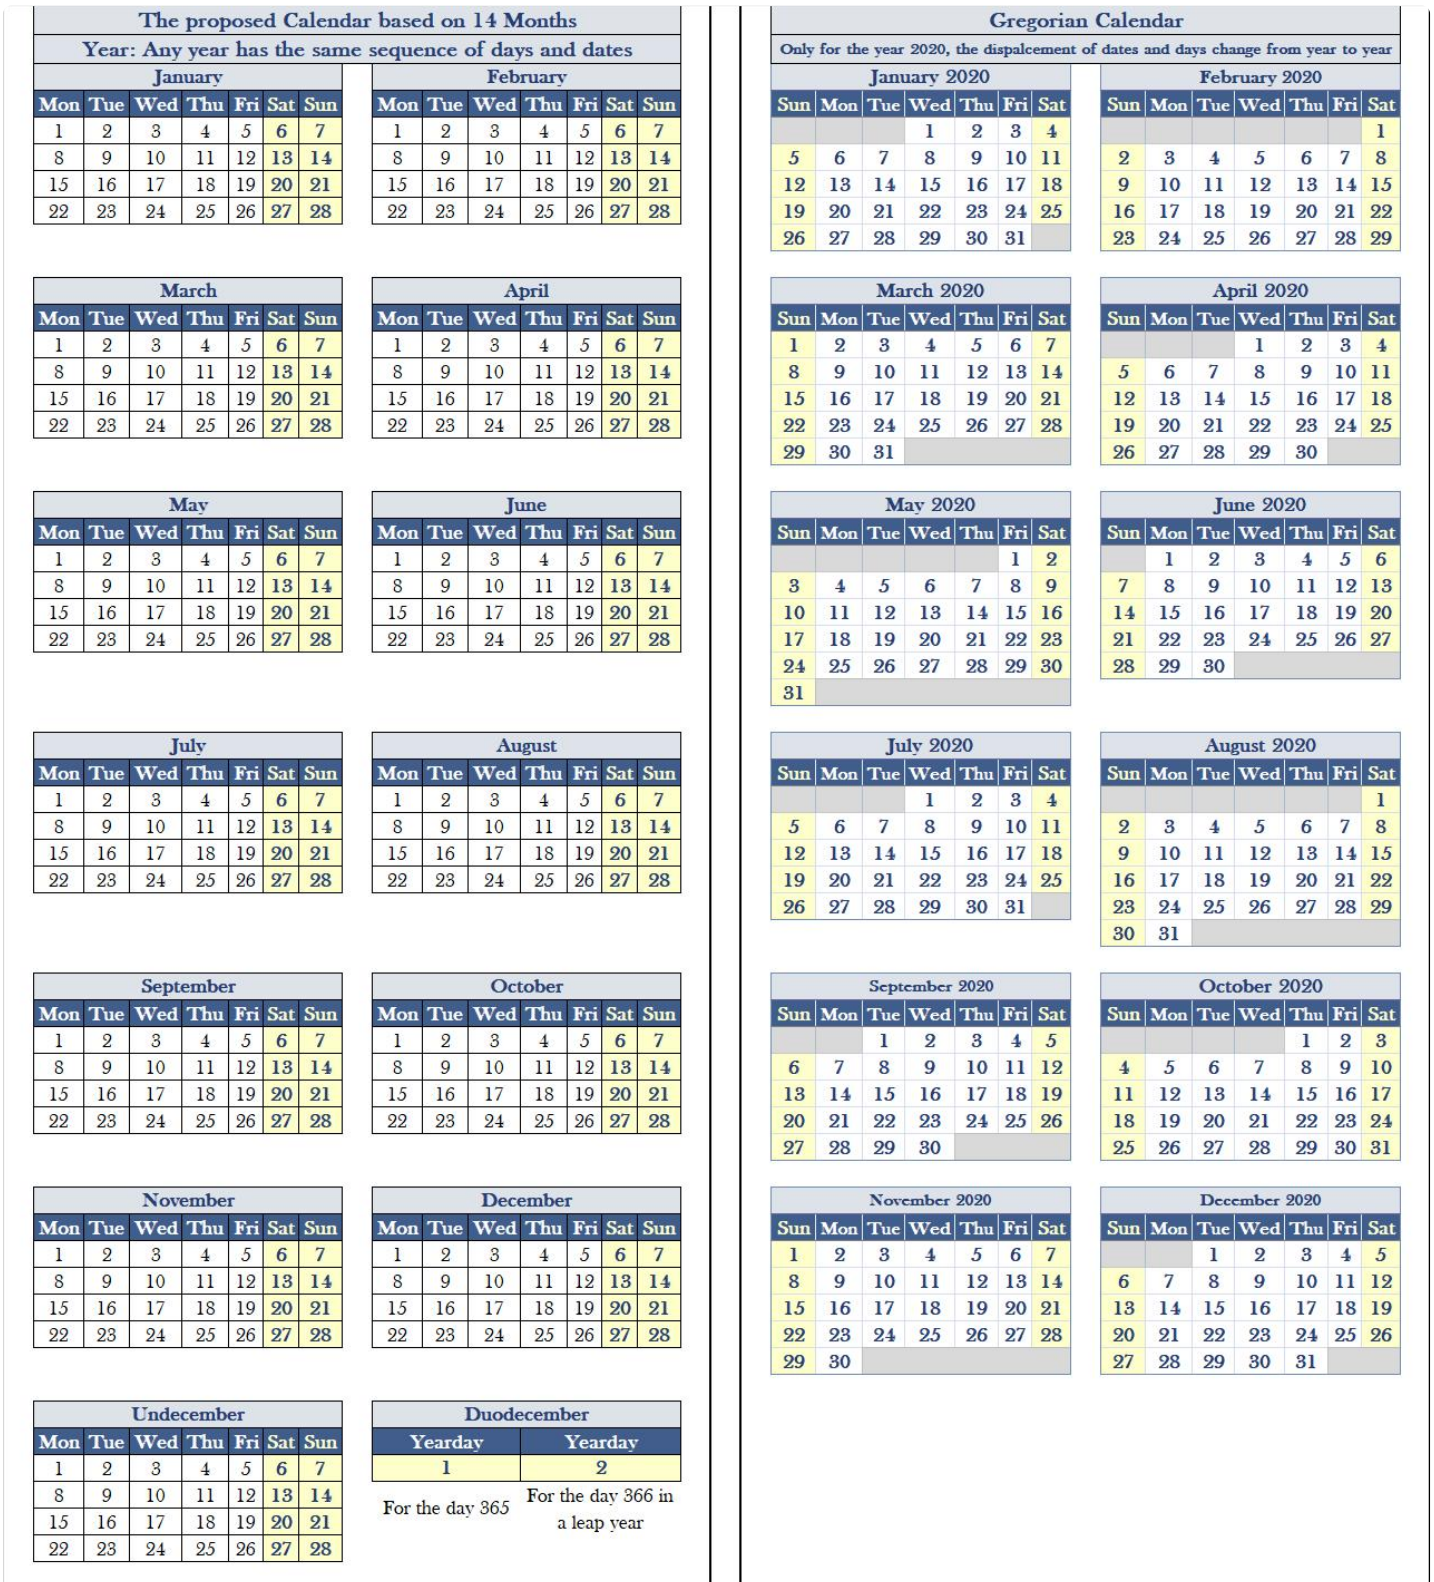 The proposed Calendar based on 14 Months
Year: Any year has the same sequence of days and dates
January
Mon Tue Wed Thu Fri Sat Sun
1 2 3 4 5 6 7
8 9 10 11 12 13 14
15 16 17 18 19 20 21
22 23 24 25 26 27 28
February
Mon Tue Wed Thu Fri Sat Sun
1 2 3 4 5 6 7
8 9 10 11 12 13 14
15 16 17 18 19 20 21
22 23 24 25 26 27 28
March
Mon Tue Wed Thu Fri Sat Sun
1 2 3 4 5 6 7
8 9 10 11 12 13 14
15 16 17 18 19 20 21
22 23 24 25 26 27 28
April
Mon Tue Wed Thu Fri Sat Sun
1 2 3 4 5 6 7
8 9 10 11 12 13 14
15 16 17 18 19 20 21
22 23 24 25 26 27 28
May
Mon Tue Wed Thu Fri Sat Sun
1 2 3 4 5 6 7
8 9 10 11 12 13 14
15 16 17 18 19 20 21
22 23 24 25 26 27 28
June
Mon Tue Wed Thu Fri Sat Sun
1 2 3 4 5 6 7
8 9 10 11 12 13 14
15 16 17 18 19 20 21
22 23 24 25 26 27 28
July
Mon Tue Wed Thu Fri Sat Sun
1 2 3 4 5 6 7
8 9 10 11 12 13 14
15 16 17 18 19 20 21
22 23 24 25 26 27 28
August
Mon Tue Wed Thu Fri Sat Sun
1 2 3 4 5 6 7
8 9 10 11 12 13 14
15 16 17 18 19 20 21
22 23 24 25 26 27 28
September
Mon Tue Wed Thu Fri Sat Sun
1 2 3 4 5 6 7
8 9 10 11 12 13 14
15 16 17 18 19 20 21
22 23 24 25 26 27 28
October
Mon Tue Wed Thu Fri Sat Sun
1 2 3 4 5 6 7
8 9 10 11 12 13 14
15 16 17 18 19 20 21
22 23 24 25 26 27 28
November
Mon Tue Wed Thu Fri Sat Sun
1 2 3 4 5 6 7
8 9 10 11 12 13 14
15 16 17 18 19 20 21
22 23 24 25 26 27 28
December
Mon Tue Wed Thu Fri Sat Sun
1 2 3 4 5 6 7
8 9 10 11 12 13 14
15 16 17 18 19 20 21
22 23 24 25 26 27 28
Undecember
Mon Tue Wed Thu Fri Sat Sun
1 2 3 4 5 6 7
8 9 10 11 12 13 14
15 16 17 18 19 20 21
22 23 24 25 26 27 28
Duodecember
Yearday Yearday
1 2
For the day 365
For the day 366 in
a leap year
Gregorian Calendar
Only for the year 2020, the dispalcement of dates and days change from year to year
January 2020
Sun Mon Tue Wed Thu Fri Sat
1 2 3 4
5 6 7 8 9 10 11
12 13 14 15 16 17 18
19 20 21 22 23 24 25
26 27 28 29 30 31
February 2020
Sun Mon Tue Wed Thu Fri Sat
1
2 3 4 5 6 7 8
9 10 11 12 13 14 15
16 17 18 19 20 21 22
23 24 25 26 27 28 29
March 2020
Sun Mon Tue Wed Thu Fri Sat
1 2 3 4 5 6 7
8 9 10 11 12 13 14
15 16 17 18 19 20 21
22 23 24 25 26 27 28
29 30 31
April 2020
Sun Mon Tue Wed Thu Fri Sat
1 2 3 4
5 6 7 8 9 10 11
12 13 14 15 16 17 18
19 20 21 22 23 24 25
26 27 28 29 30
May 2020
Sun Mon Tue Wed Thu Fri Sat
1 2
3 4 5 6 7 8 9
10 11 12 13 14 15 16
17 18 19 20 21 22 23
24 25 26 27 28 29 30
31
June 2020
Sun Mon Tue Wed Thu Fri Sat
1 2 3 4 5 6
7 8 9 10 11 12 13
14 15 16 17 18 19 20
21 22 23 24 25 26 27
28 29 30
July 2020
Sun Mon Tue Wed Thu Fri Sat
1 2 3 4
5 6 7 8 9 10 11
12 13 14 15 16 17 18
19 20 21 22 23 24 25
26 27 28 29 30 31
August 2020
Sun Mon Tue Wed Thu Fri Sat
1
2 3 4 5 6 7 8
9 10 11 12 13 14 15
16 17 18 19 20 21 22
23 24 25 26 27 28 29
30 31
September 2020
Sun Mon Tue Wed Thu Fri Sat
1 2 3 4 5
6 7 8 9 10 11 12
13 14 15 16 17 18 19
20 21 22 23 24 25 26
27 28 29 30
October 2020
Sun Mon Tue Wed Thu Fri Sat
1 2 3
4 5 6 7 8 9 10
11 12 13 14 15 16 17
18 19 20 21 22 23 24
25 26 27 28 29 30 31
November 2020
Sun Mon Tue Wed Thu Fri Sat
1 2 3 4 5 6 7
8 9 10 11 12 13 14
15 16 17 18 19 20 21
22 23 24 25 26 27 28
29 30
December 2020
Sun Mon Tue Wed Thu Fri Sat
1 2 3 4 5
6 7 8 9 10 11 12
13 14 15 16 17 18 19
20 21 22 23 24 25 26
27 28 29 30 31